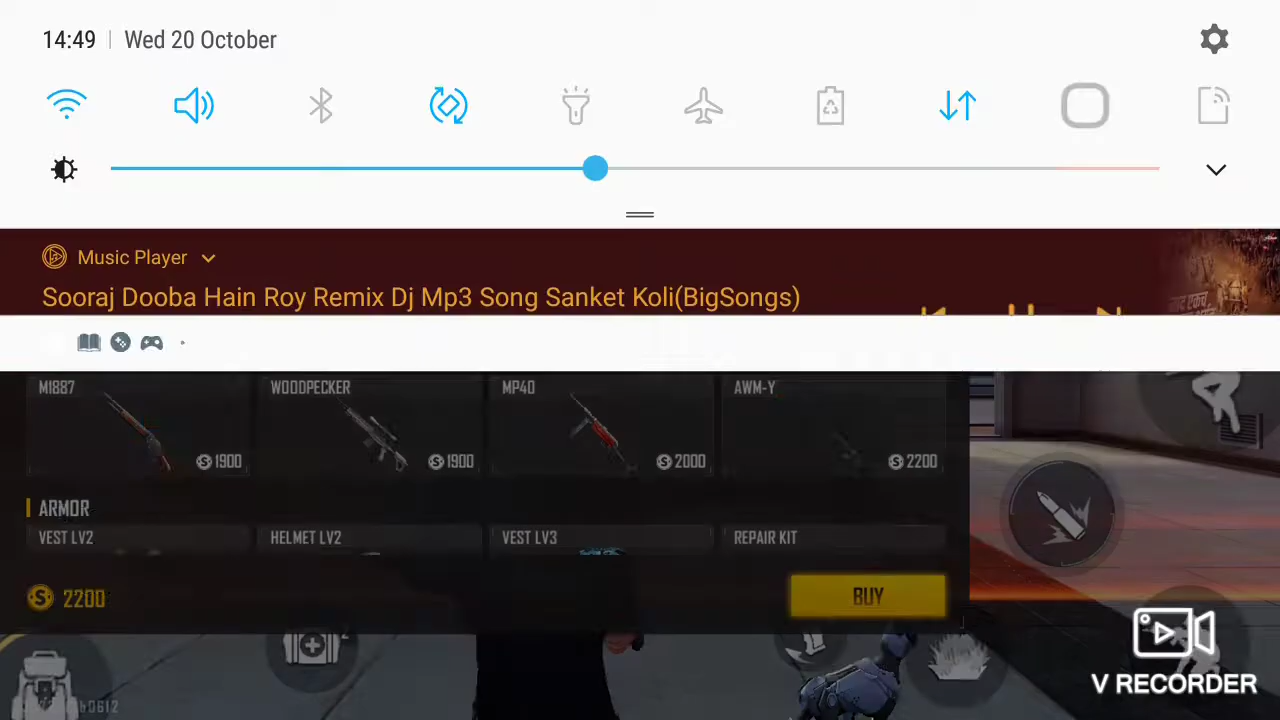 14:49 | Wed 20 October
Music Player
Sooraj Dooba Hain Roy Remix Dj Mp3 Song Sanket Koli(BigSongs)
M1887 WOODPECKER MP40 AWM-Y
1900 1900 2000 2200
ARMOR
VEST LV2 HELMET LV2 VEST LV3 REPAIR KIT
2200 BUY
2
V RECORDER